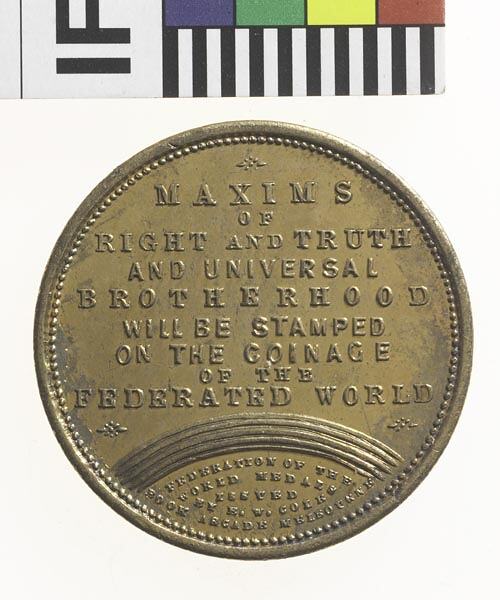 MAXIMS
OF
RIGHT AND TRUTH
AND UNIVERSAL
BROTHERHOOD
WILL BE STAMPED
ON THE COINAGE
OF THE
FEDERATED WORLD
FEDERATION OF THE
WORLD MEDALS
ISSUED
BY E. W. COLE
BOOK ARCADE MELBOURNE